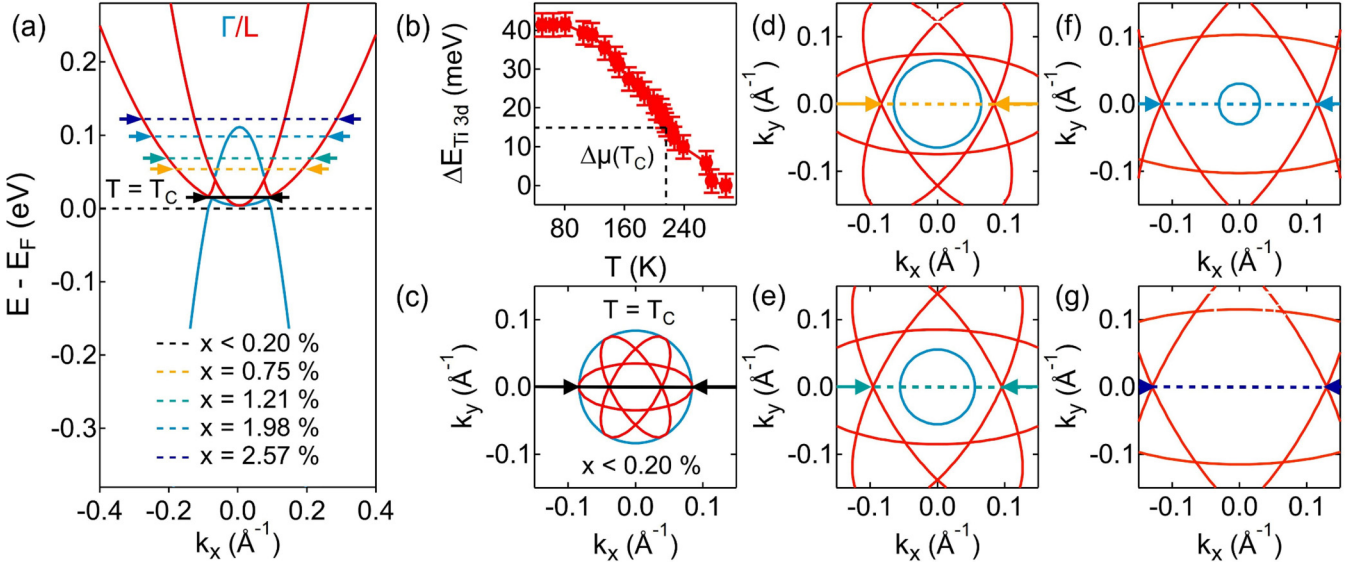 (a)
Γ/L
0.2
0.1
0.0
-0.1
-0.2
-0.3
E - E_F (eV)
T = T_C
x < 0.20 %
x = 0.75 %
x = 1.21 %
x = 1.98 %
x = 2.57 %
-0.4 -0.2 0.0 0.2 0.4
k_x (Å⁻¹)
(b)
40
30
20
10
0
ΔE_Ti 3d (meV)
Δμ(T_C)
80 160 240
T (K)
(c)
T = T_C
0.1
0.0
-0.1
k_y (Å⁻¹)
x < 0.20 %
-0.1 0.0 0.1
k_x (Å⁻¹)
(d)
0.1
0.0
-0.1
k_y (Å⁻¹)
-0.1 0.0 0.1
k_x (Å⁻¹)
(e)
0.1
0.0
-0.1
k_y (Å⁻¹)
-0.1 0.0 0.1
k_x (Å⁻¹)
(f)
0.1
0.0
-0.1
k_y (Å⁻¹)
-0.1 0.0 0.1
k_x (Å⁻¹)
(g)
0.1
0.0
-0.1
k_y (Å⁻¹)
-0.1 0.0 0.1
k_x (Å⁻¹)